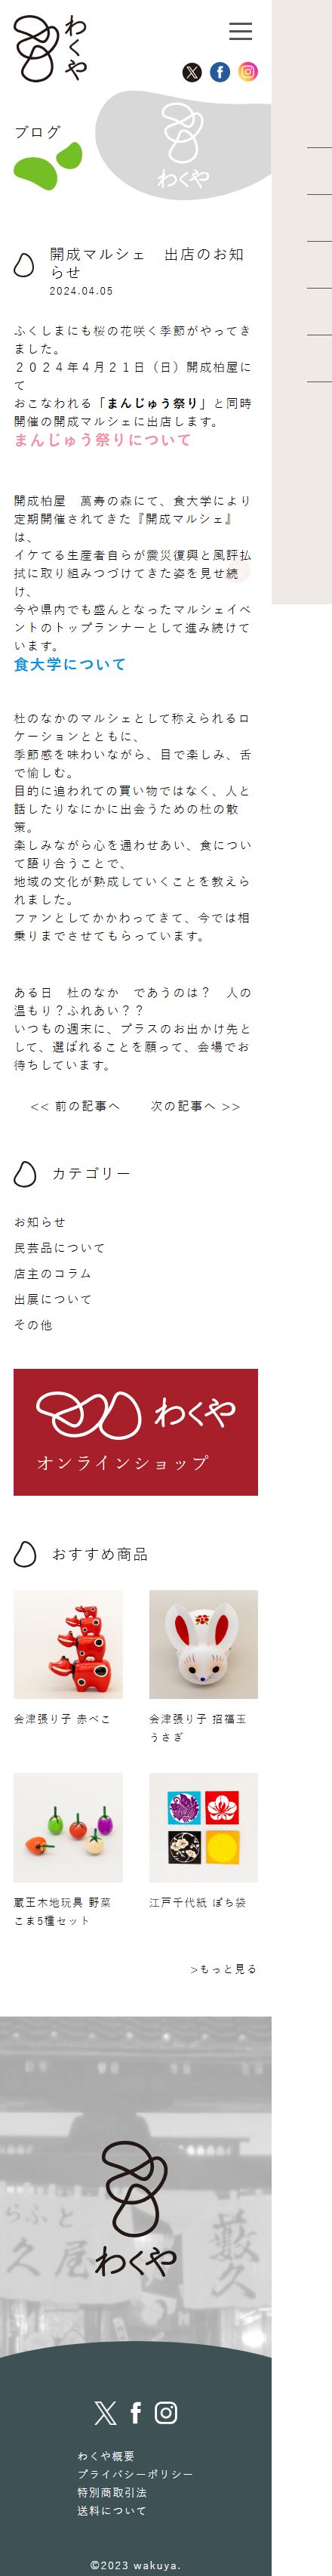 わくや
ブログ
わくや
開成マルシェ　出店のお知
らせ
2024.04.05
ふくしまにも桜の花咲く季節がやってき
ました。
２０２４年４月２１日（日）開成柏屋に
て
おこなわれる「まんじゅう祭り」と同時
開催の開成マルシェに出店します。
まんじゅう祭りについて
開成柏屋　萬寿の森にて、食大学により
定期開催されてきた『開成マルシェ』
は、
イケてる生産者自らが震災復興と風評払
拭に取り組みつづけてきた姿を見せ続
け、
今や県内でも盛んとなったマルシェイベ
ントのトップランナーとして進み続けて
います。
食大学について
杜のなかのマルシェとして称えられるロ
ケーションとともに、
季節感を味わいながら、目で楽しみ、舌
で愉しむ。
目的に追われての買い物ではなく、人と
話したりなにかに出会うための杜の散
策。
楽しみながら心を通わせあい、食につい
て語り合うことで、
地域の文化が熟成していくことを教えら
れました。
ファンとしてかかわってきて、今では相
乗りまでさせてもらっています。
ある日　杜のなか　であうのは？　人の
温もり？ふれあい？？
いつもの週末に、プラスのお出かけ先と
して、選ばれることを願って、会場でお
待ちしています。
<< 前の記事へ　　次の記事へ >>
カテゴリー
お知らせ
民芸品について
店主のコラム
出展について
その他
わくや
オンラインショップ
おすすめ商品
会津張り子 赤べこ
会津張り子 招福玉
うさぎ
蔵王木地玩具 野菜
こま5種セット
江戸千代紙 ぽち袋
>もっと見る
わくや
わくや概要
プライバシーポリシー
特別商取引法
送料について
©2023 wakuya.